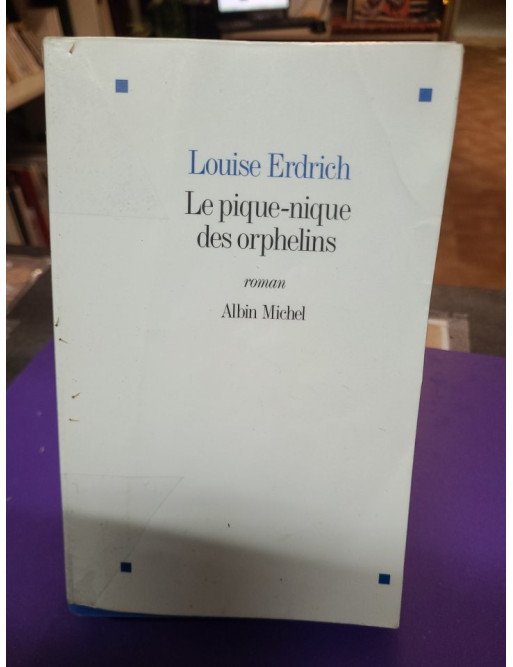 Louise Erdrich
Le pique-nique
des orphelins
roman
Albin Michel